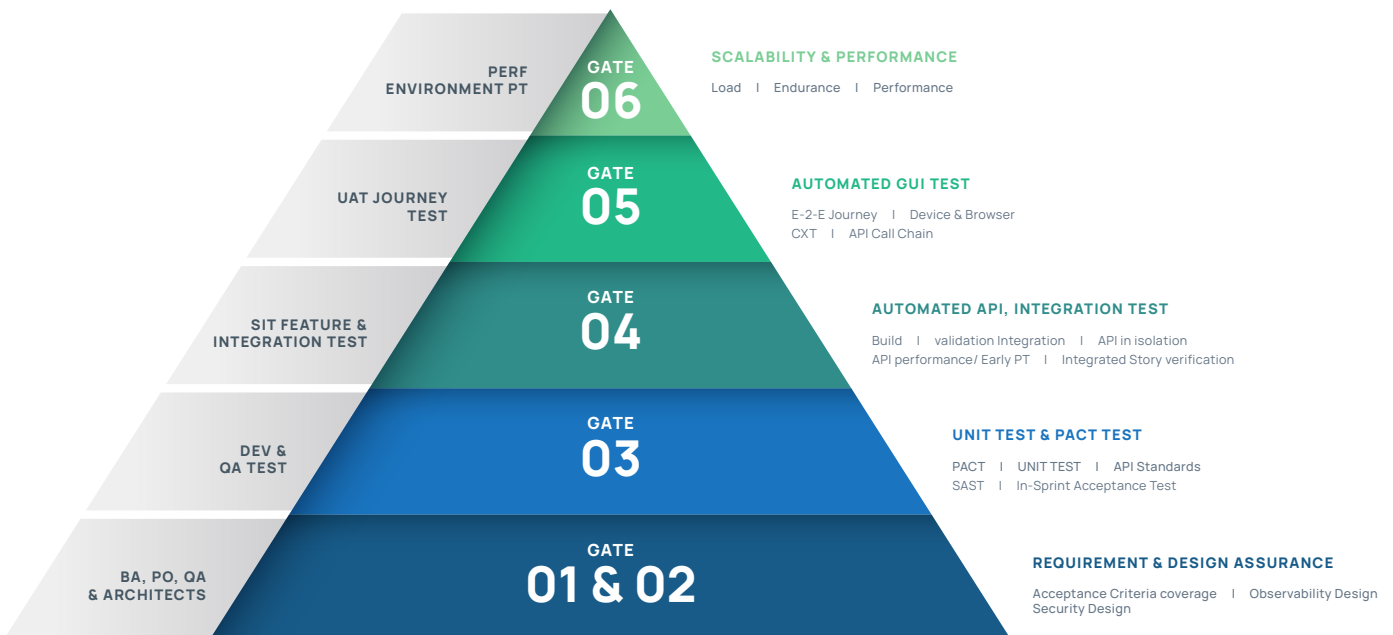 PERF
ENVIRONMENT PT
GATE
06
SCALABILITY & PERFORMANCE
Load | Endurance | Performance
UAT JOURNEY
TEST
GATE
05
AUTOMATED GUI TEST
E-2-E Journey | Device & Browser
CXT | API Call Chain
SIT FEATURE &
INTEGRATION TEST
GATE
04
AUTOMATED API, INTEGRATION TEST
Build | validation Integration | API in isolation
API performance/ Early PT | Integrated Story verification
DEV &
QA TEST
GATE
03
UNIT TEST & PACT TEST
PACT | UNIT TEST | API Standards
SAST | In-Sprint Acceptance Test
BA, PO, QA
& ARCHITECTS
GATE
01 & 02
REQUIREMENT & DESIGN ASSURANCE
Acceptance Criteria coverage | Observability Design
Security Design